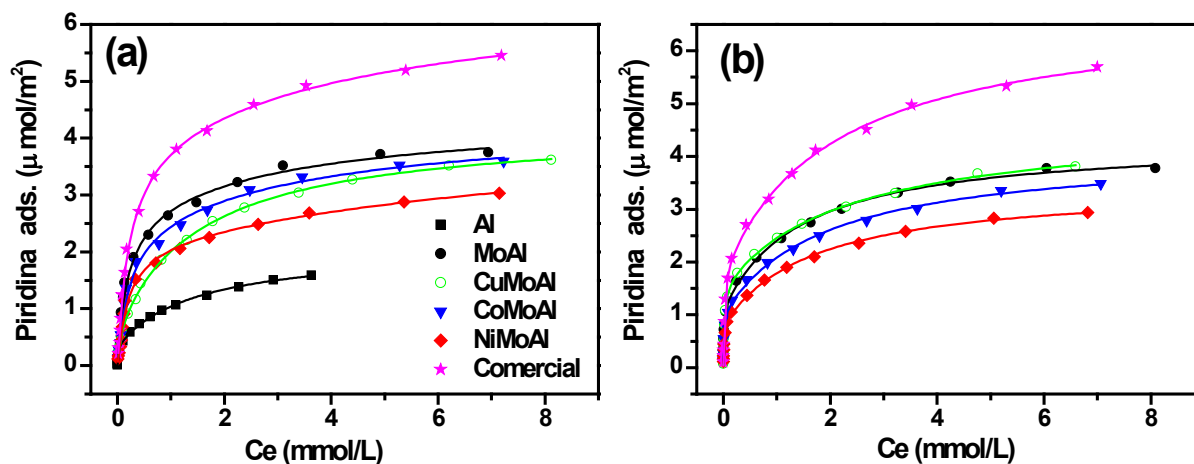 (a)
Piridina ads. (μ mol/m²)
6
5
4
3
2
1
0
Al
MoAl
CuMoAl
CoMoAl
NiMoAl
Comercial
0 2 4 6 8
Ce (mmol/L)
(b)
Piridina ads. (μ mol/m²)
6
5
4
3
2
1
0
0 2 4 6 8
Ce (mmol/L)